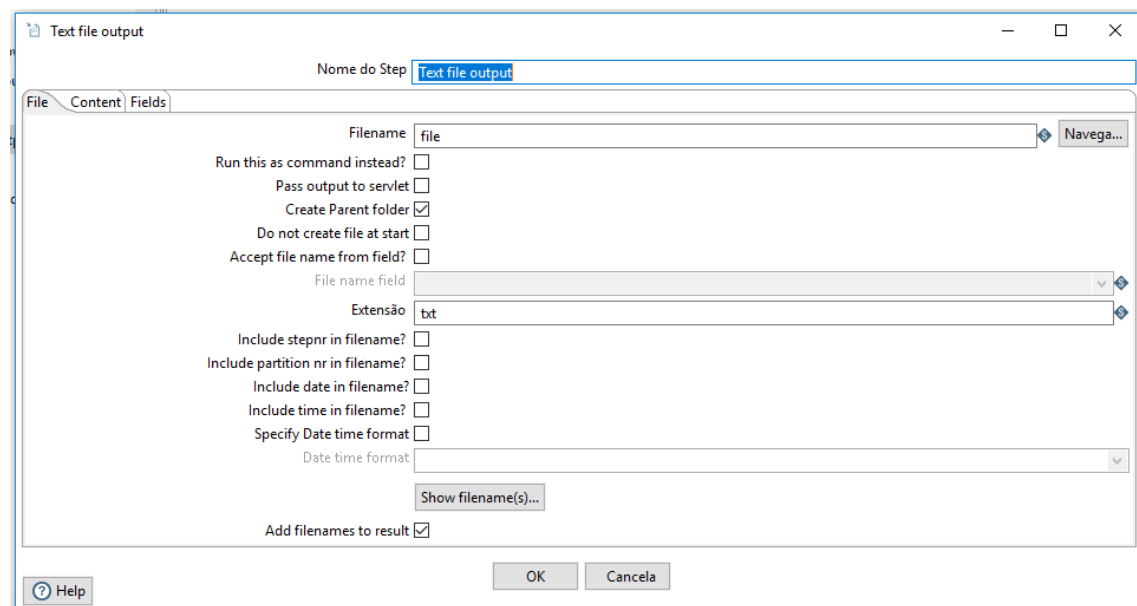 Text file output
Nome do Step Text file output
File Content Fields
Filename file Navega...
Run this as command instead?
Pass output to servlet
Create Parent folder
Do not create file at start
Accept file name from field?
File name field
Extensão txt
Include stepnr in filename?
Include partition nr in filename?
Include date in filename?
Include time in filename?
Specify Date time format
Date time format
Show filename(s)...
Add filenames to result
OK Cancela
Help